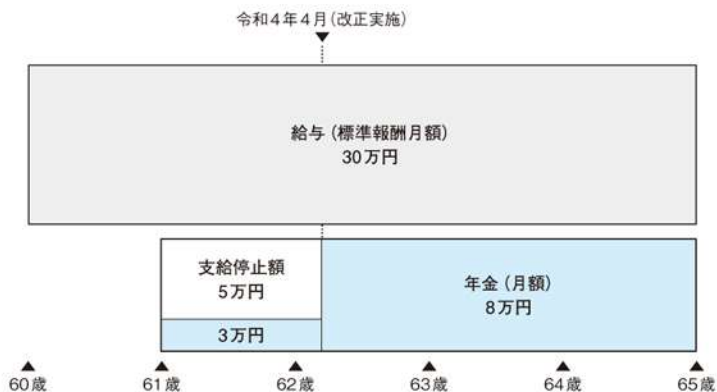 令和4年4月(改正実施)
▼
給与(標準報酬月額)
30万円
支給停止額
5万円
3万円
年金(月額)
8万円
▲ ▲ ▲ ▲ ▲ ▲
60歳 61歳 62歳 63歳 64歳 65歳